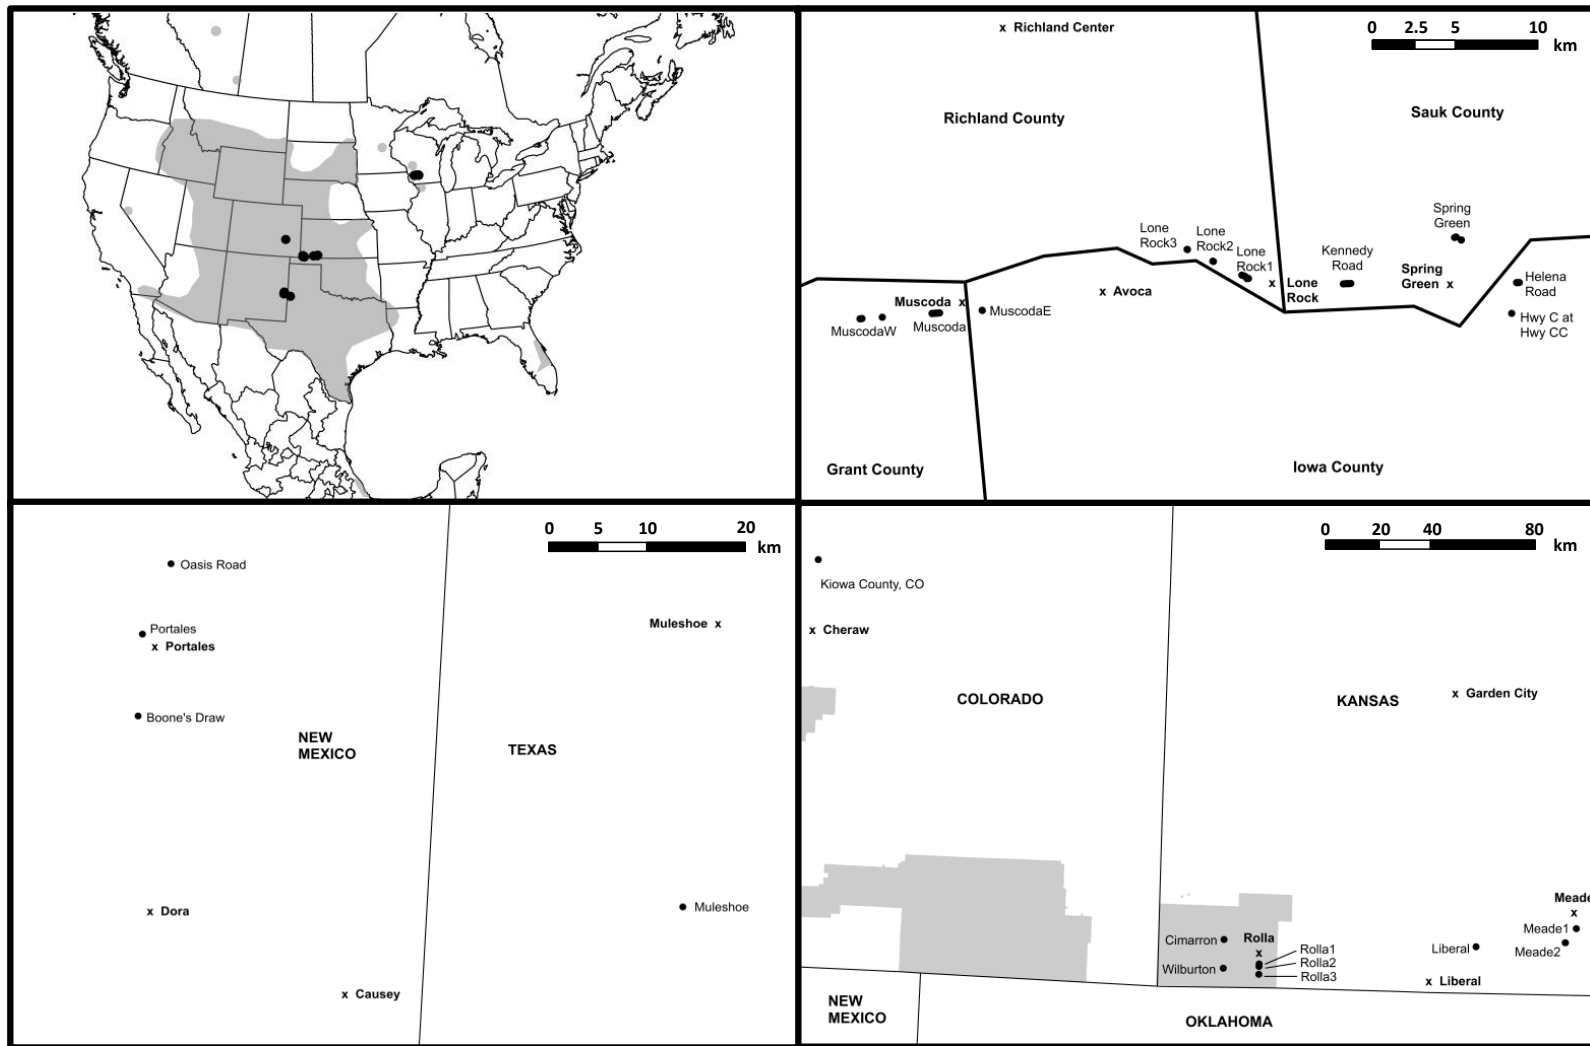 0 2.5 5 10
km
x Richland Center
Richland County
Sauk County
Spring
Green
Lone
Rock3
Lone
Rock2
Lone
Rock1
Kennedy
Road
Spring
Green x
x Lone
Rock
Helena
Road
Hwy C at
Hwy CC
x Avoca
Muscoda x
MuscodaE
MuscodaW
Muscoda
Grant County
Iowa County
0 5 10 20
km
Oasis Road
Portales
x Portales
Muleshoe x
Boone's Draw
NEW
MEXICO
TEXAS
x Dora
Muleshoe
x Causey
0 20 40 80
km
Kiowa County, CO
x Cheraw
COLORADO
KANSAS
x Garden City
Meade
x
Meade1
Meade2
Cimarron
Rolla
x
Rolla1
Rolla2
Rolla3
Wilburton
Liberal
x Liberal
NEW
MEXICO
OKLAHOMA